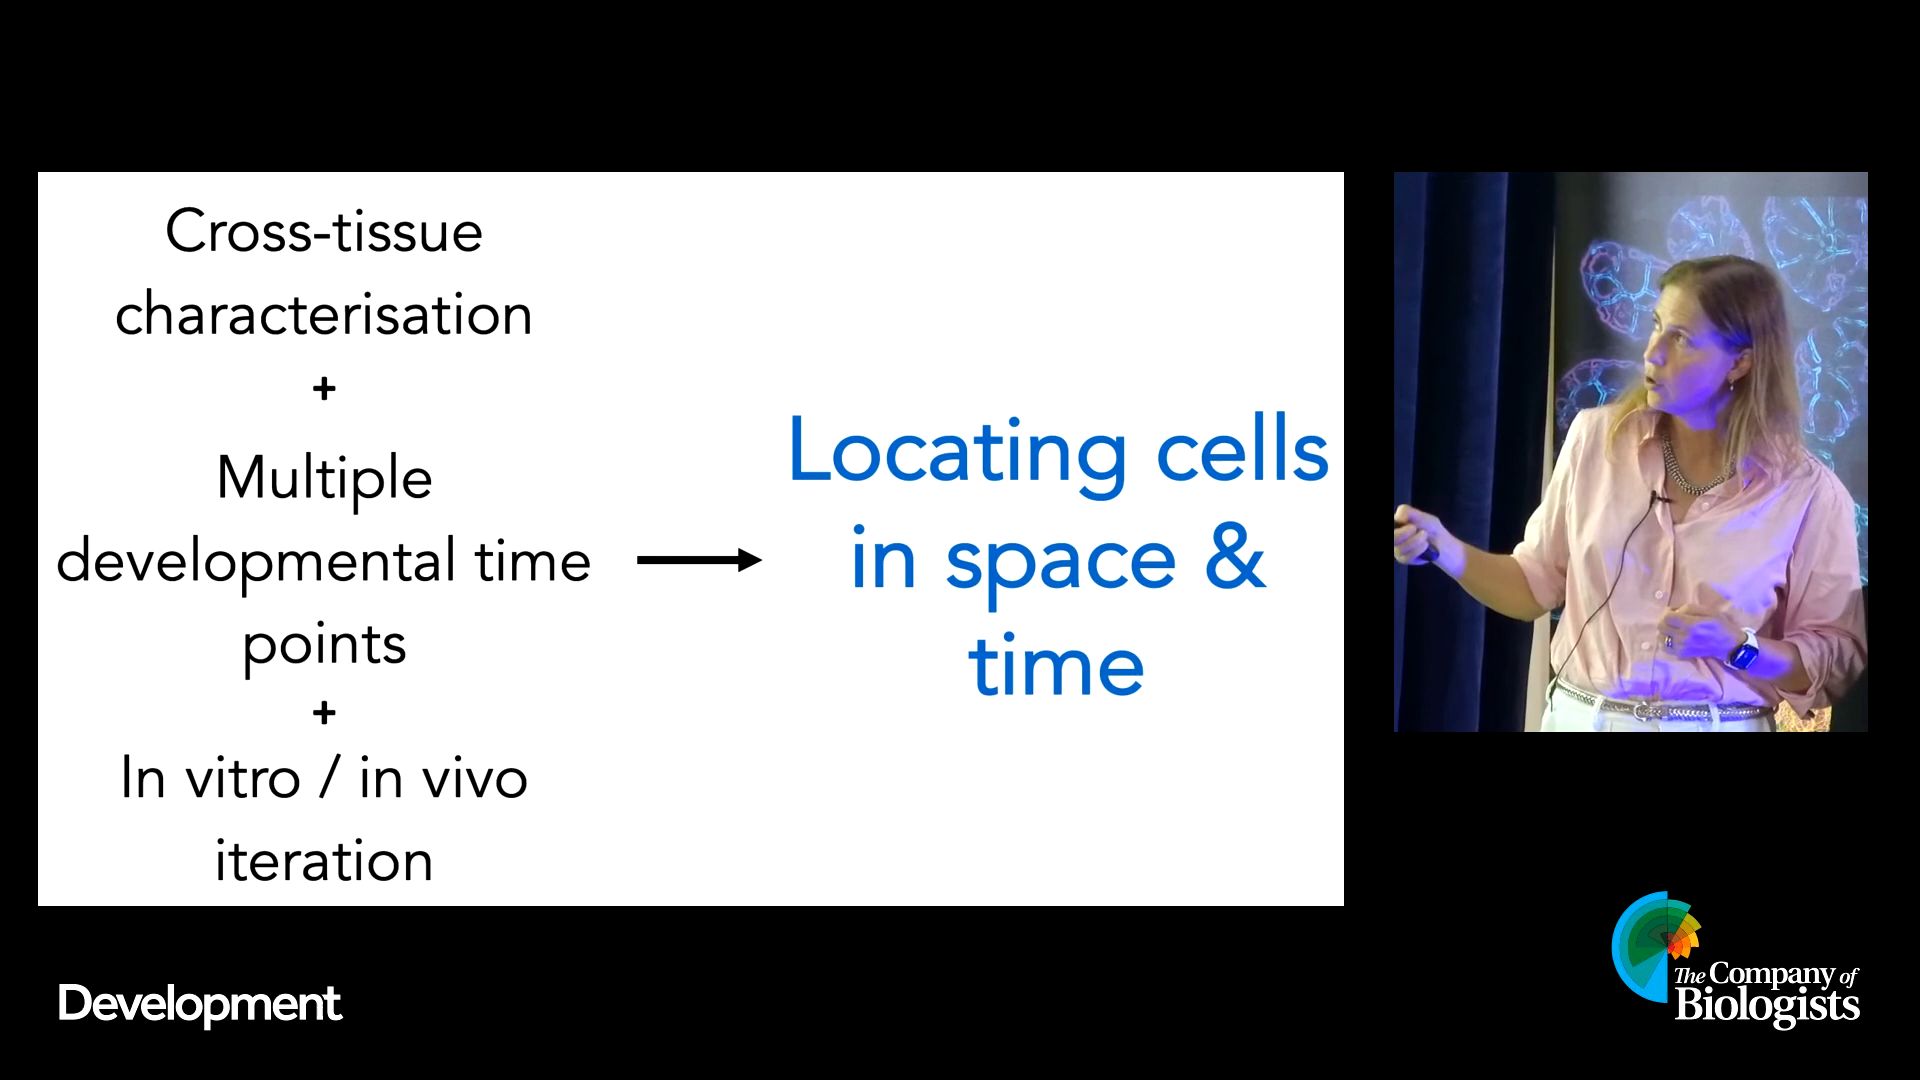 Cross-tissue
characterisation
+
Multiple
developmental time
points
+
In vitro / in vivo
iteration
Locating cells
in space &
time
Development
The Company of
Biologists